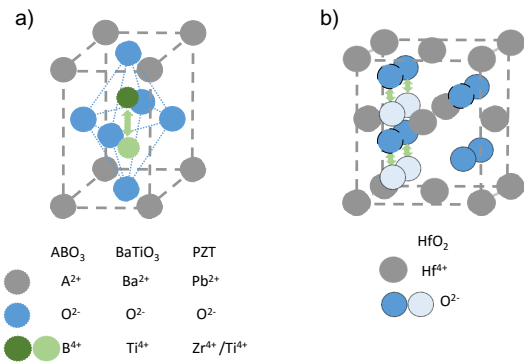 a)
b)
ABO₃ BaTiO₃ PZT
A²⁺ Ba²⁺ Pb²⁺
O²⁻ O²⁻ O²⁻
B⁴⁺ Ti⁴⁺ Zr⁴⁺/Ti⁴⁺
HfO₂
Hf⁴⁺
O²⁻